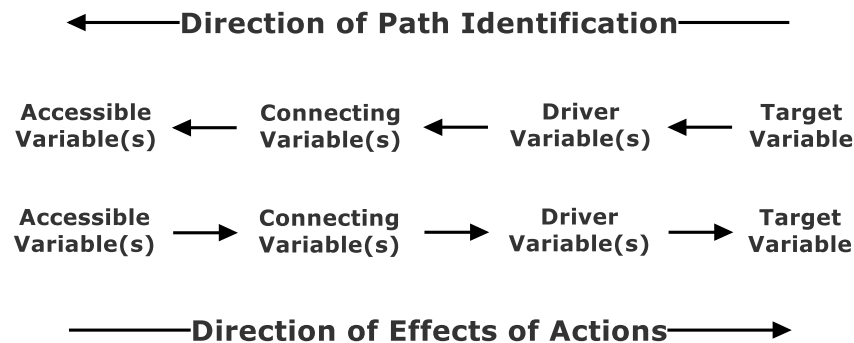 Direction of Path Identification
Accessible Variable(s)
Connecting Variable(s)
Driver Variable(s)
Target Variable
Accessible Variable(s)
Connecting Variable(s)
Driver Variable(s)
Target Variable
Direction of Effects of Actions